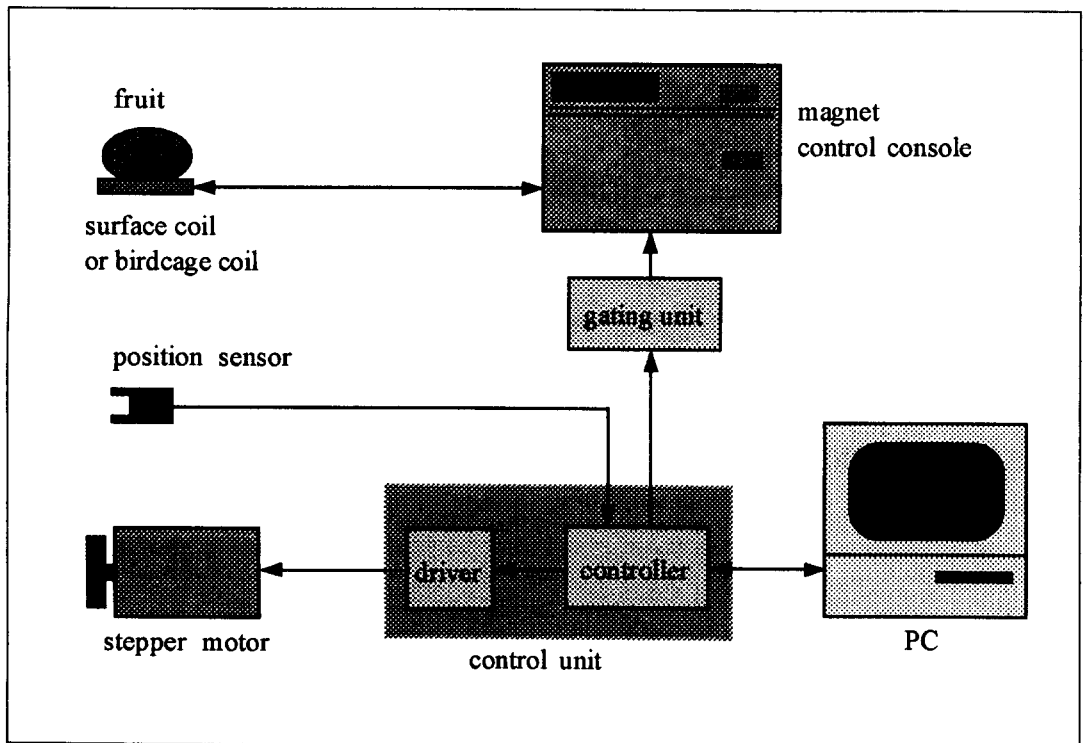 fruit
magnet
control console
surface coil
or birdcage coil
gating unit
position sensor
driver
controller
stepper motor
control unit
PC